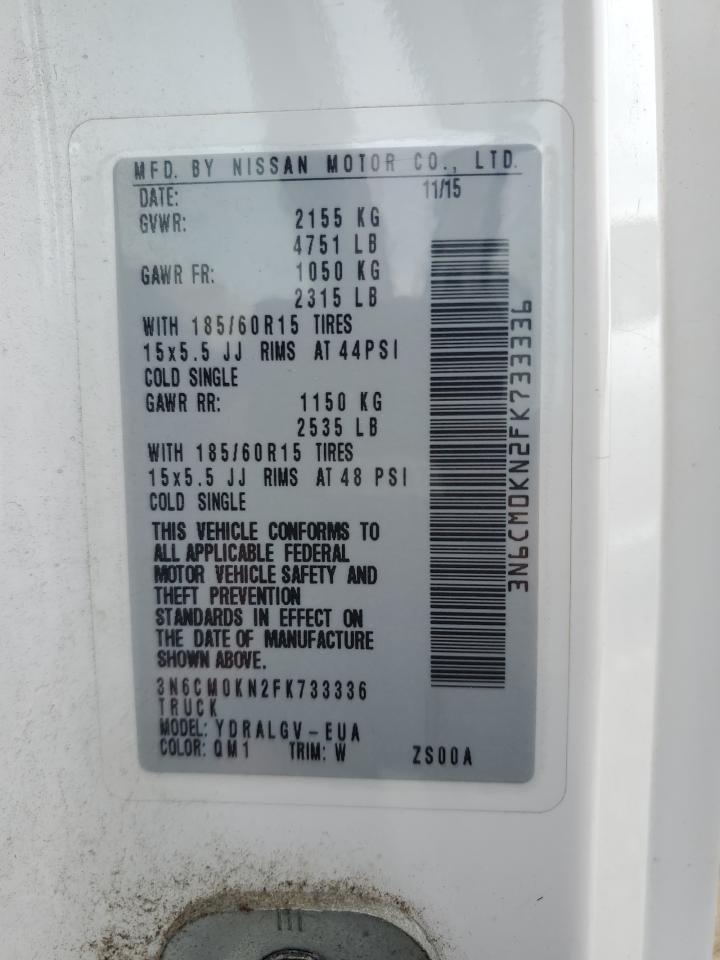 MFD. BY NISSAN MOTOR CO., LTD.
DATE: 11/15
GVWR: 2155 KG
4751 LB
GAWR FR: 1050 KG
2315 LB
WITH 185/60R15 TIRES
15x5.5 JJ RIMS AT 44PSI
COLD SINGLE
GAWR RR: 1150 KG
2535 LB
WITH 185/60R15 TIRES
15x5.5 JJ RIMS AT 48 PSI
COLD SINGLE
THIS VEHICLE CONFORMS TO
ALL APPLICABLE FEDERAL
MOTOR VEHICLE SAFETY AND
THEFT PREVENTION
STANDARDS IN EFFECT ON
THE DATE OF MANUFACTURE
SHOWN ABOVE.
3N6CM0KN2FK733336
TRUCK
MODEL: YDRALGV-EUA
COLOR: QM1 TRIM: W ZS00A
3N6CM0KN2FK733336